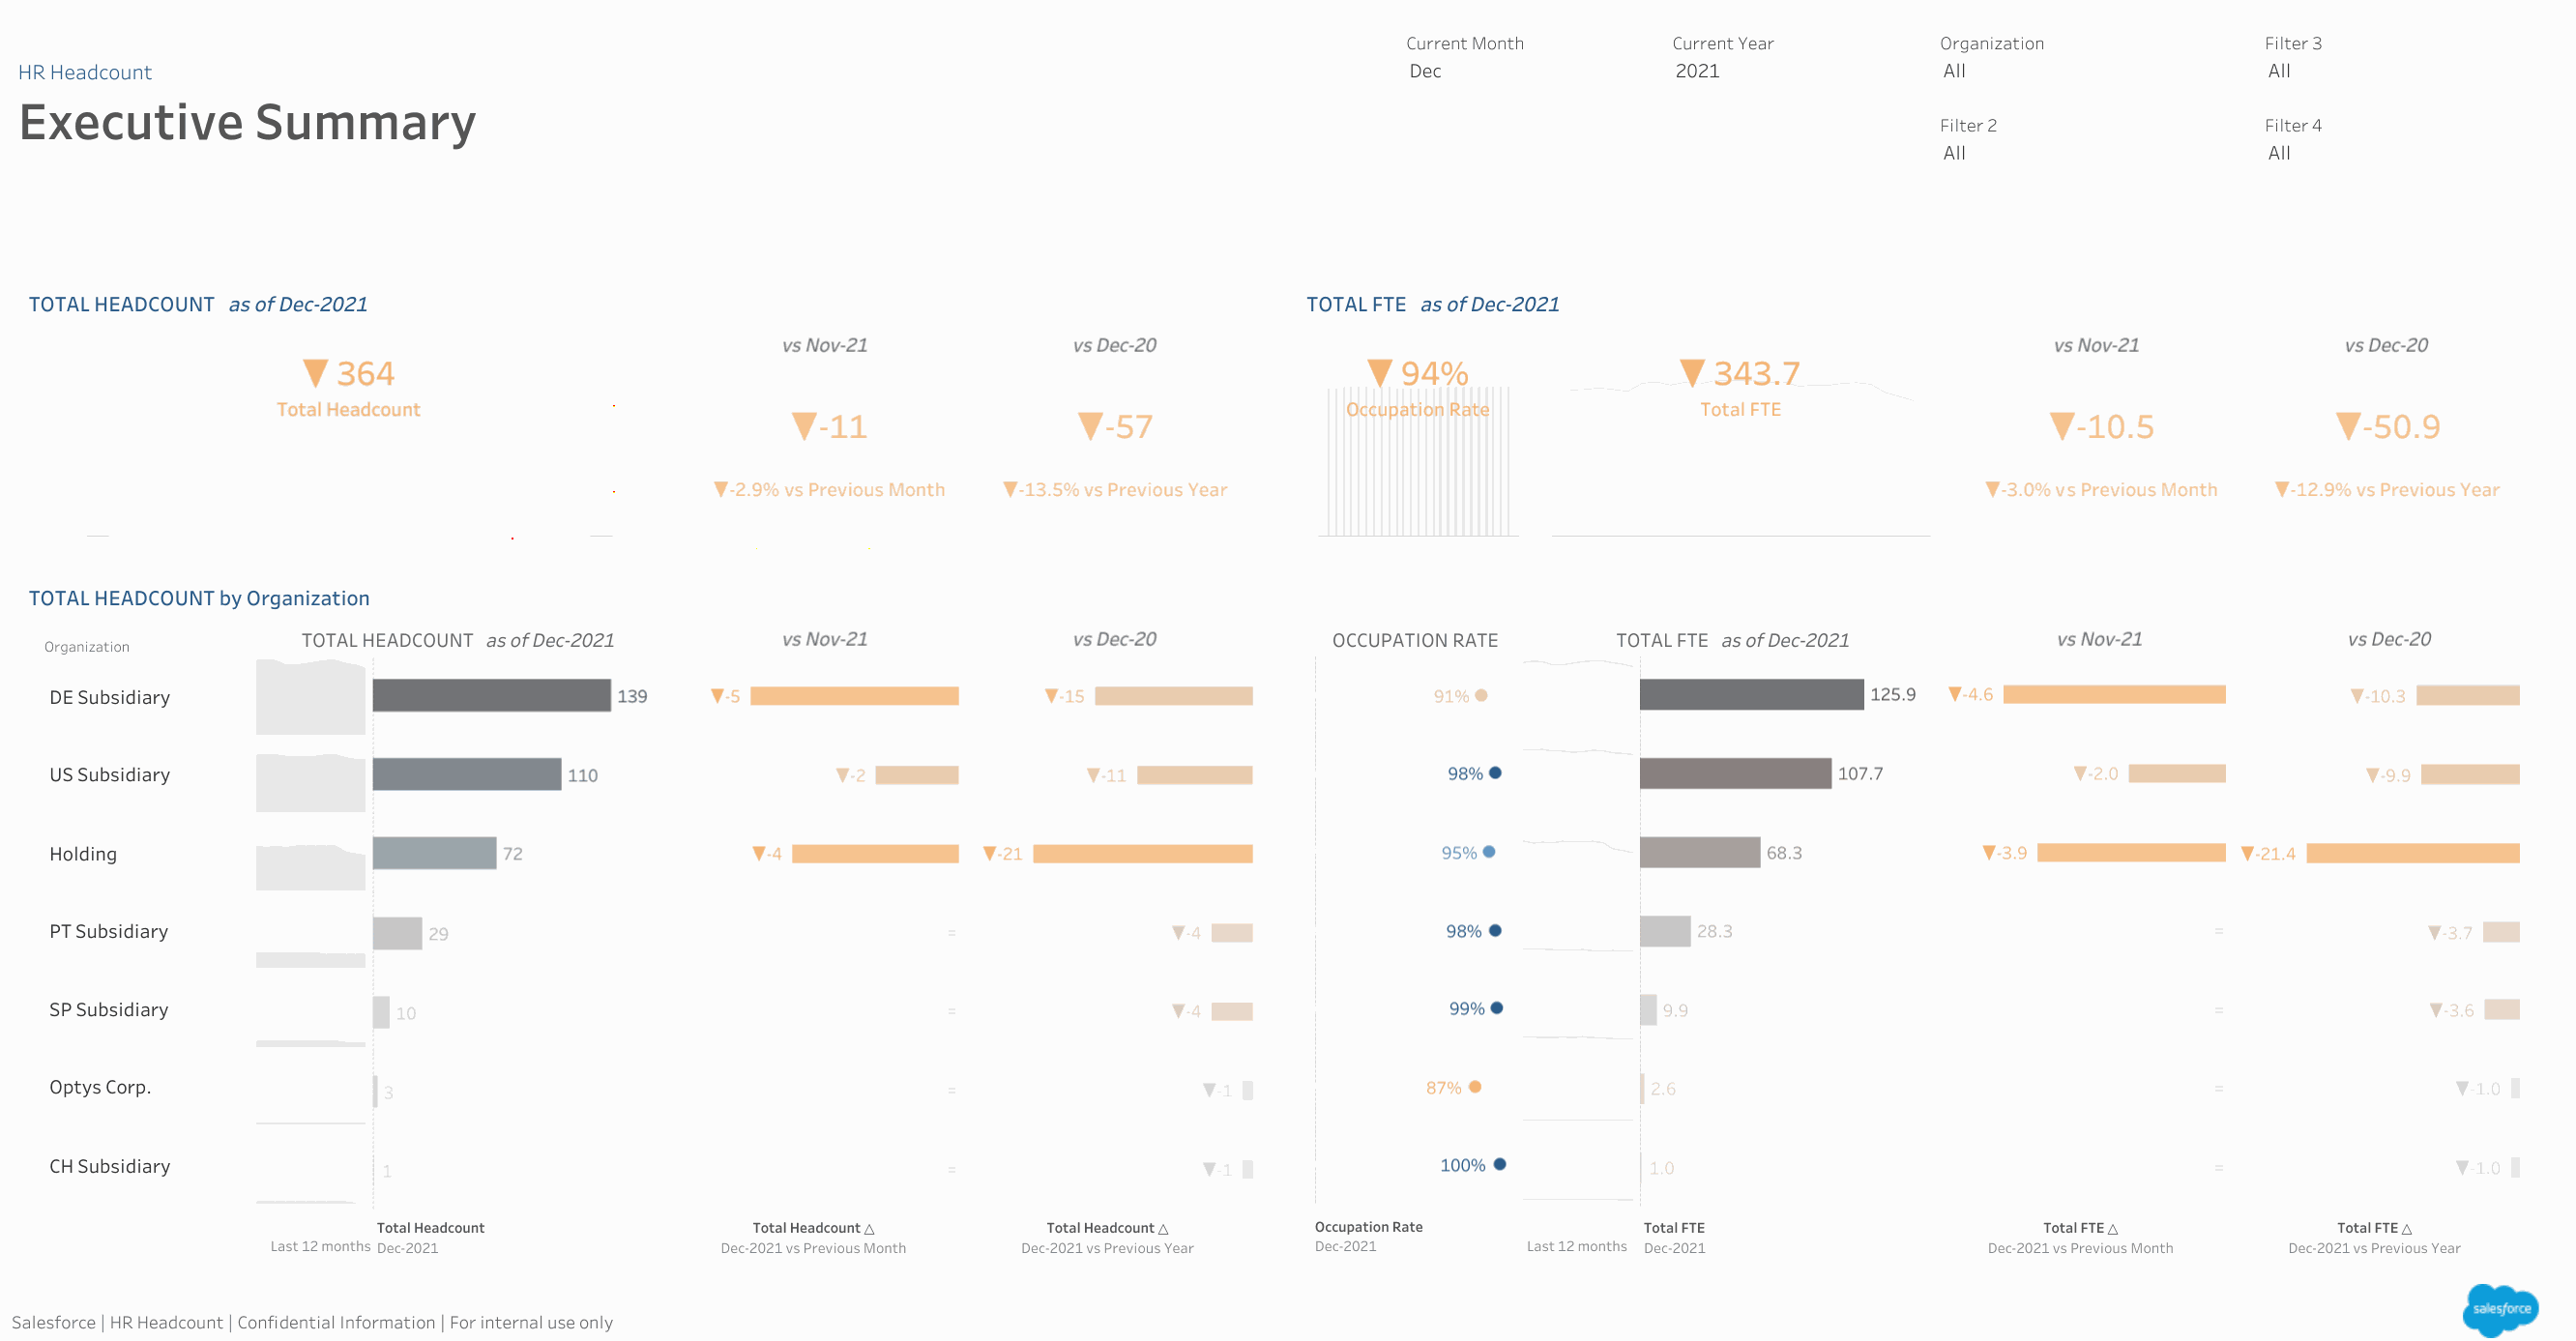 Current Month
Current Year
Organization
Filter 3
Dec
2021
All
All
HR Headcount
Executive Summary
Filter 2
Filter 4
All
All
TOTAL HEADCOUNT as of Dec-2021
TOTAL FTE as of Dec-2021
vs Nov-21
vs Dec-20
vs Nov-21
vs Dec-20
▼ 364
Total Headcount
▼-11
▼-57
▼ 94%
Occupation Rate
▼ 343.7
Total FTE
▼-10.5
▼-50.9
▼-2.9% vs Previous Month
▼-13.5% vs Previous Year
▼-3.0% vs Previous Month
▼-12.9% vs Previous Year
TOTAL HEADCOUNT by Organization
Organization
TOTAL HEADCOUNT as of Dec-2021
vs Nov-21
vs Dec-20
OCCUPATION RATE
TOTAL FTE as of Dec-2021
vs Nov-21
vs Dec-20
DE Subsidiary 139 ▼-5 ▼-15 91% 125.9 ▼-4.6 ▼-10.3
US Subsidiary 110 ▼-2 ▼-11 98% 107.7 ▼-2.0 ▼-9.9
Holding 72 ▼-4 ▼-21 95% 68.3 ▼-3.9 ▼-21.4
PT Subsidiary 29 = ▼-4 98% 28.3 = ▼-3.7
SP Subsidiary 10 = ▼-4 99% 9.9 = ▼-3.6
Optys Corp. 3 = ▼-1 87% 2.6 = ▼-1.0
CH Subsidiary 1 = ▼-1 100% 1.0 = ▼-1.0
Last 12 months
Total Headcount
Dec-2021
Total Headcount △
Dec-2021 vs Previous Month
Total Headcount △
Dec-2021 vs Previous Year
Occupation Rate
Dec-2021
Last 12 months
Total FTE
Dec-2021
Total FTE △
Dec-2021 vs Previous Month
Total FTE △
Dec-2021 vs Previous Year
Salesforce | HR Headcount | Confidential Information | For internal use only
salesforce